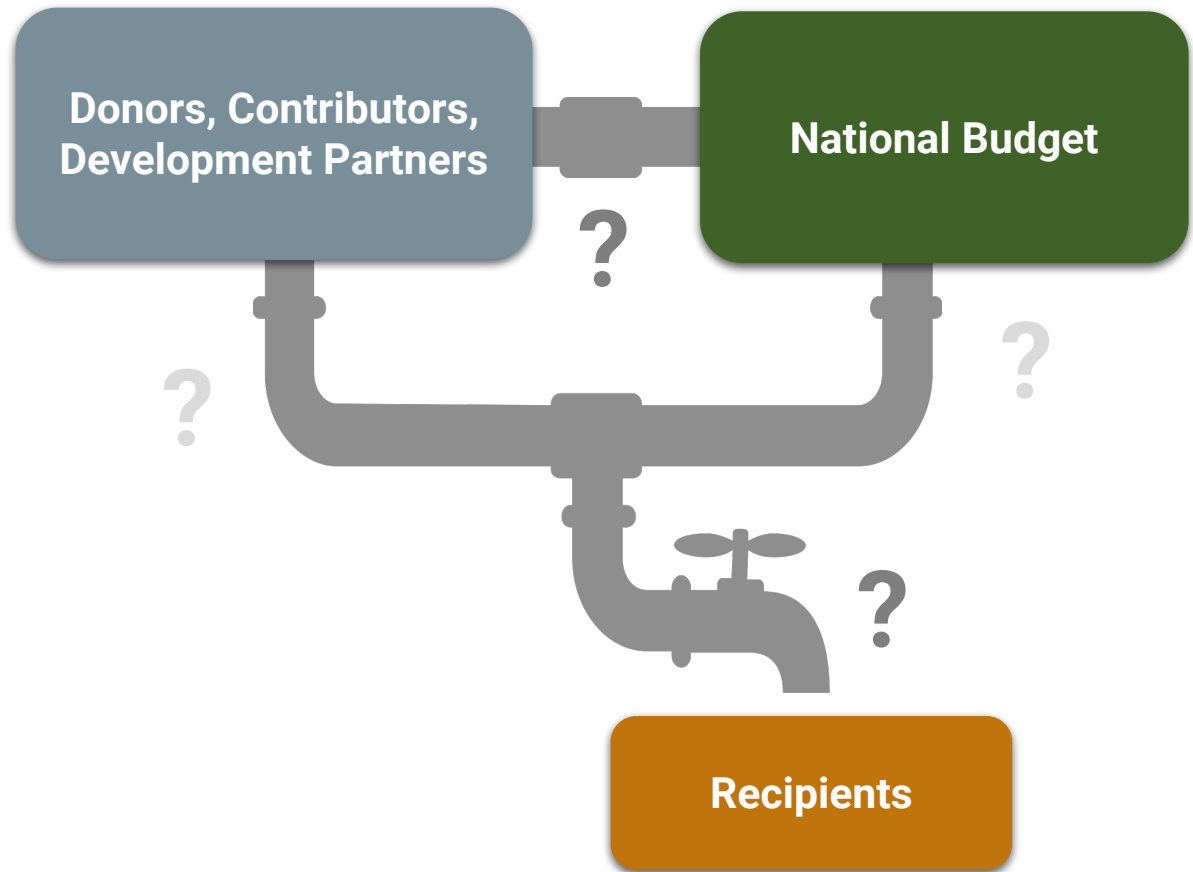 Donors, Contributors,
Development Partners
National Budget
?
?
?
?
Recipients